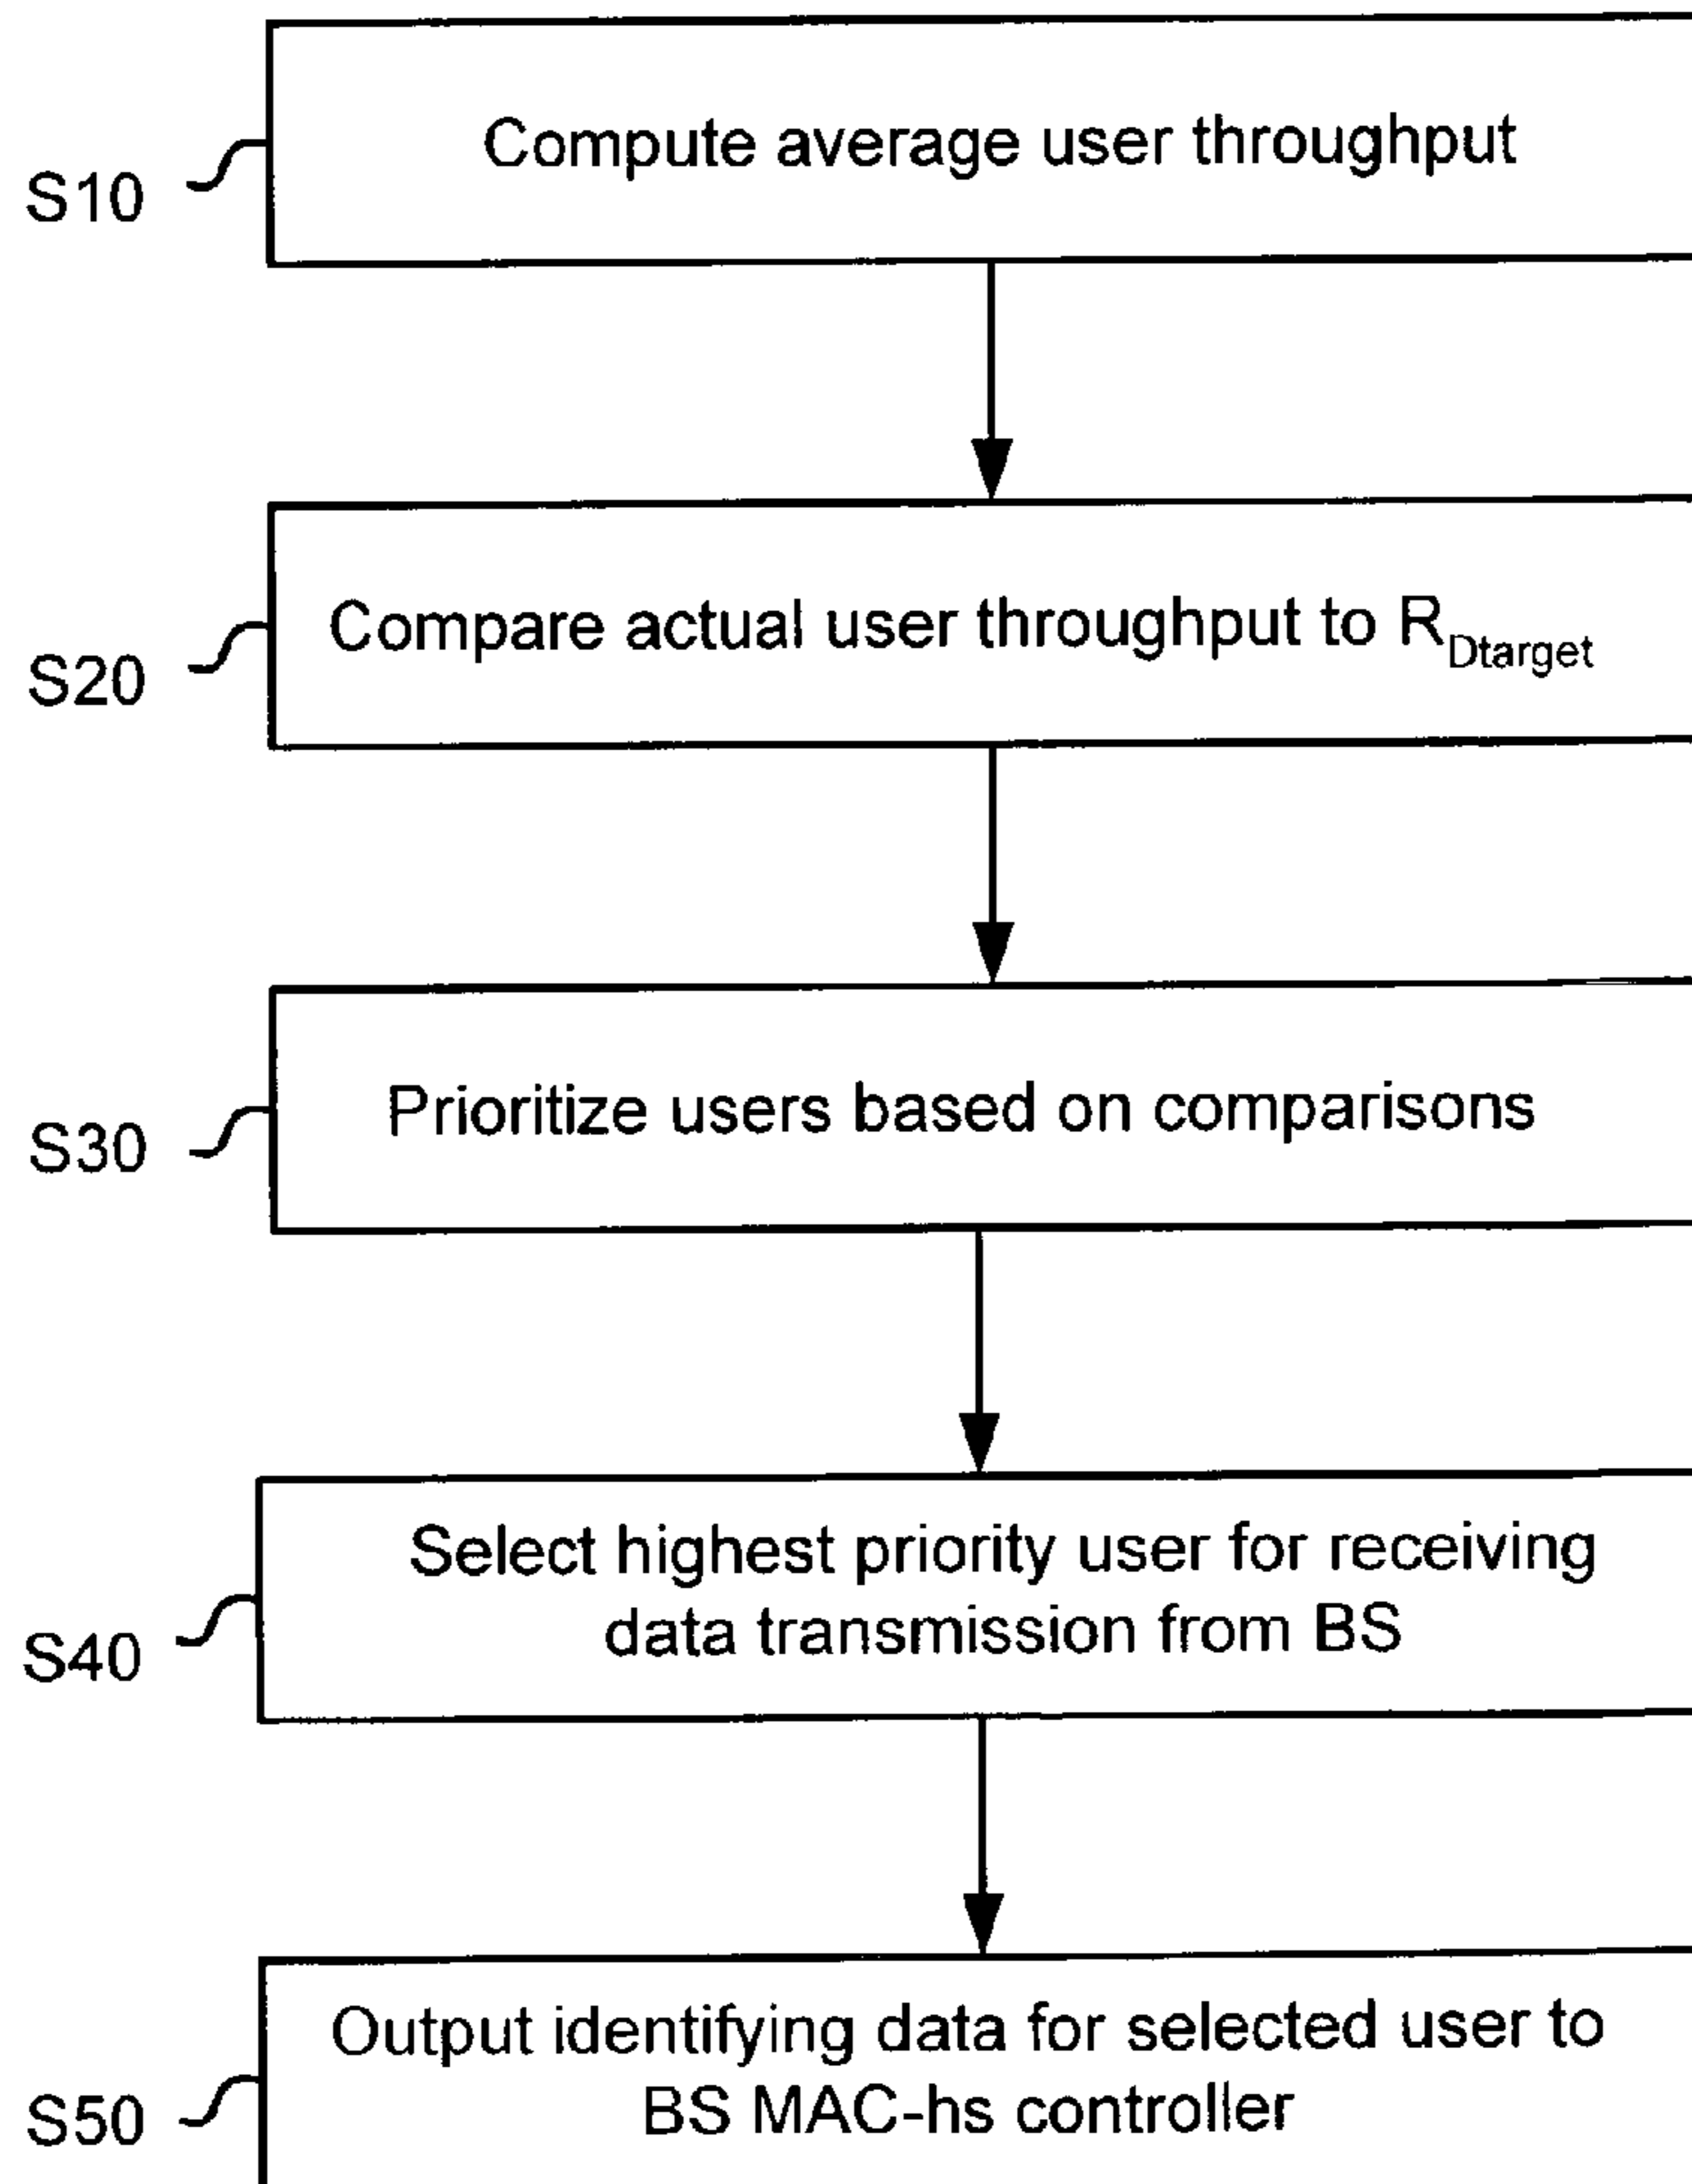 S10
Compute average user throughput
S20
Compare actual user throughput to R_Dtarget
S30
Prioritize users based on comparisons
S40
Select highest priority user for receiving
data transmission from BS
S50
Output identifying data for selected user to
BS MAC-hs controller